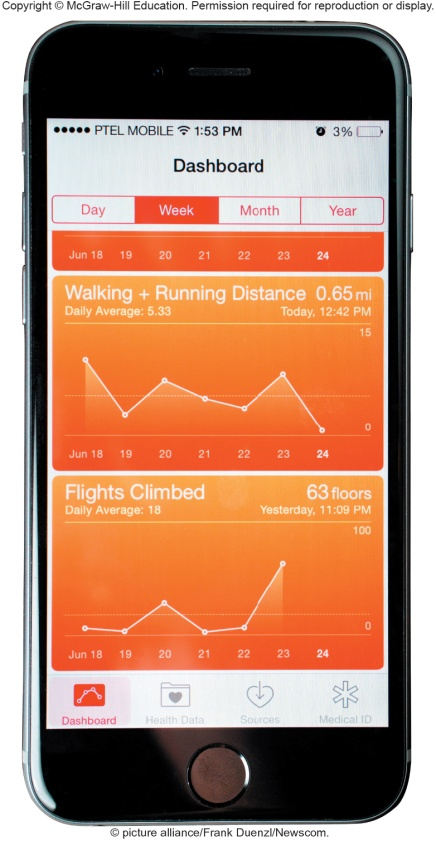 Copyright © McGraw-Hill Education. Permission required for reproduction or display.
PTEL MOBILE 1:53 PM 3%
Dashboard
Day Week Month Year
Jun 18 19 20 21 22 23 24
Walking + Running Distance 0.65 mi
Daily Average: 5.33 Today, 12:42 PM
15
0
Jun 18 19 20 21 22 23 24
Flights Climbed 63 floors
Daily Average: 18 Yesterday, 11:09 PM
100
0
Jun 18 19 20 21 22 23 24
Dashboard Health Data Sources Medical ID
© picture alliance/Frank Duenzl/Newscom.